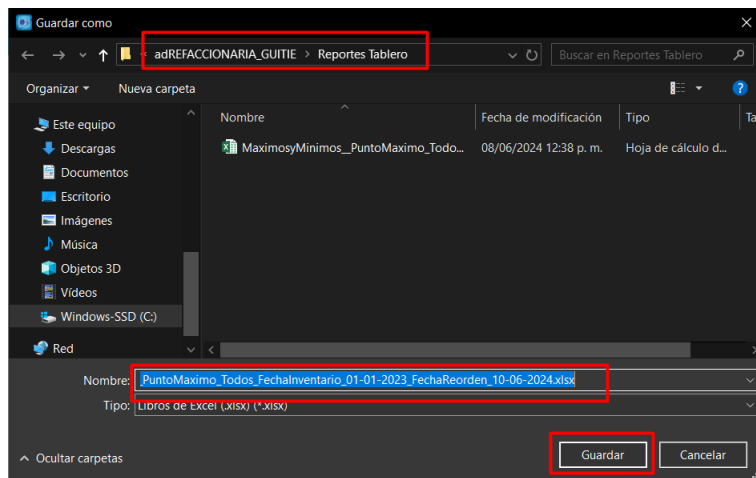 Guardar como
« adREFACCIONARIA_GUITIE > Reportes Tablero
Buscar en Reportes Tablero
Organizar
Nueva carpeta
Este equipo
Descargas
Documentos
Escritorio
Imágenes
Música
Objetos 3D
Vídeos
Windows-SSD (C:)
Red
Nombre Fecha de modificación Tipo Ta
MaximosyMinimos__PuntoMaximo_Todo... 08/06/2024 12:38 p. m. Hoja de cálculo d...
Nombre: _PuntoMaximo_Todos_FechaInventario_01-01-2023_FechaReorden_10-06-2024.xlsx
Tipo: Libros de Excel (.xlsx) (*.xlsx)
Ocultar carpetas
Guardar
Cancelar